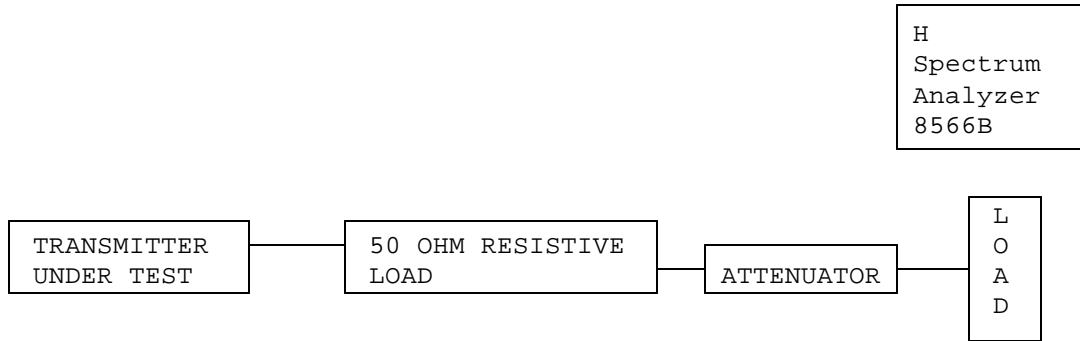 H
Spectrum
Analyzer
8566B
TRANSMITTER
UNDER TEST
50 OHM RESISTIVE
LOAD
ATTENUATOR
L
O
A
D